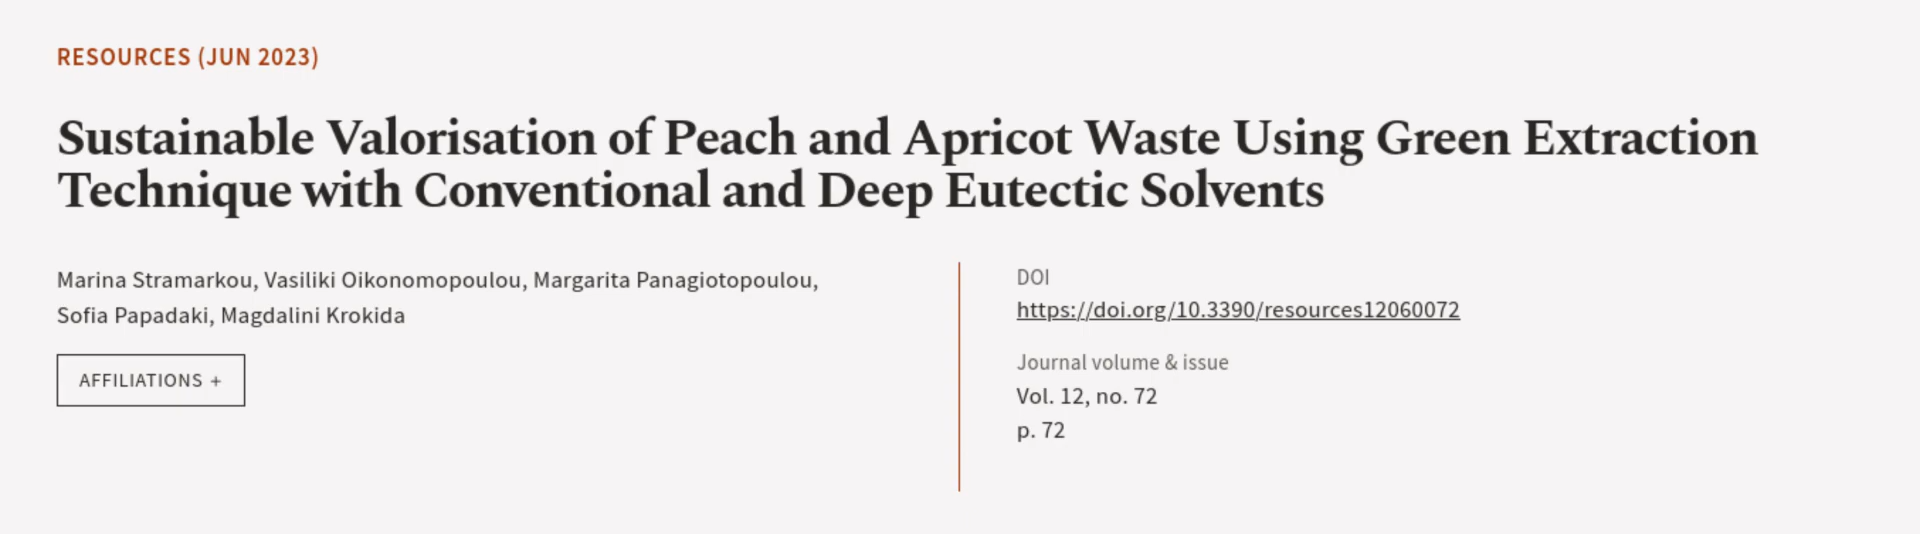 RESOURCES (JUN 2023)
Sustainable Valorisation of Peach and Apricot Waste Using Green Extraction
Technique with Conventional and Deep Eutectic Solvents
Marina Stramarkou, Vasiliki Oikonomopoulou, Margarita Panagiotopoulou,
Sofia Papadaki, Magdalini Krokida
AFFILIATIONS +
DOI
https://doi.org/10.3390/resources12060072
Journal volume & issue
Vol. 12, no. 72
p. 72